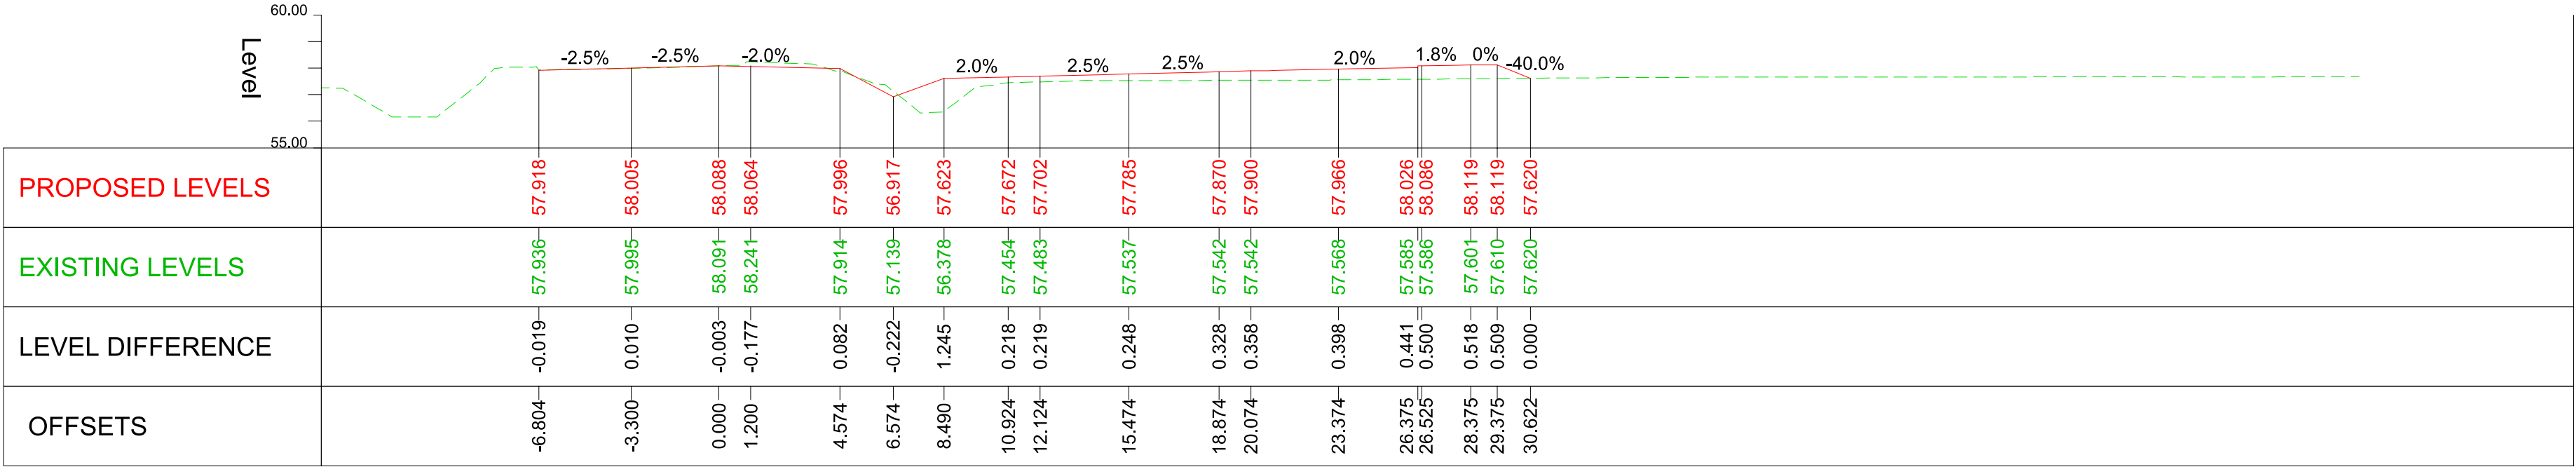 60.00
Level
55.00
-2.5% -2.5% -2.0% 2.0% 2.5% 2.5% 2.0% 1.8% 0% -40.0%
PROPOSED LEVELS 57.918 58.005 58.088 58.064 57.996 56.917 57.623 57.672 57.702 57.785 57.870 57.900 57.966 58.026 58.086 58.119 58.119 57.620
EXISTING LEVELS 57.936 57.995 58.091 58.241 57.914 57.139 56.378 57.454 57.483 57.537 57.542 57.542 57.568 57.585 57.586 57.601 57.610 57.620
LEVEL DIFFERENCE -0.019 0.010 -0.003 -0.177 0.082 -0.222 1.245 0.218 0.219 0.248 0.328 0.358 0.398 0.441 0.500 0.518 0.509 0.000
OFFSETS -6.804 -3.300 0.000 1.200 4.574 6.574 8.490 10.924 12.124 15.474 18.874 20.074 23.374 26.375 26.525 28.375 29.375 30.622